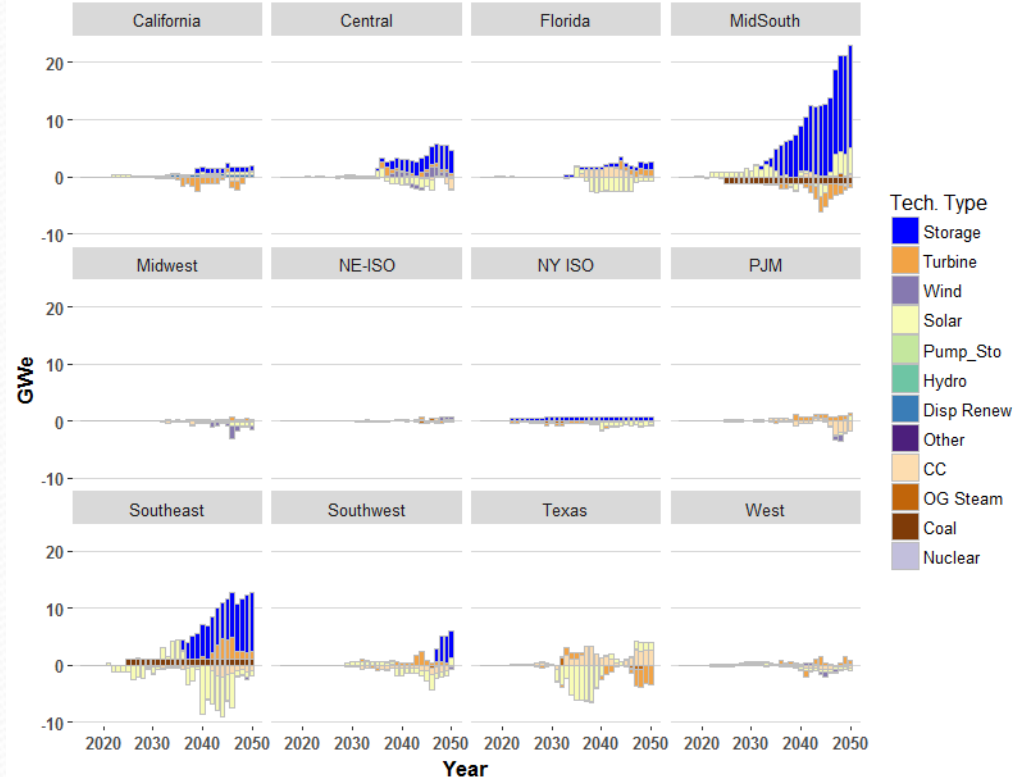 California Central Florida MidSouth
20
10
0
-10
Midwest NE-ISO NY ISO PJM
20
10
0
-10
Southeast Southwest Texas West
20
10
0
-10
2020 2030 2040 2050 2020 2030 2040 2050 2020 2030 2040 2050 2020 2030 2040 2050
Year
GWe
Tech. Type
Storage
Turbine
Wind
Solar
Pump_Sto
Hydro
Disp Renew
Other
CC
OG Steam
Coal
Nuclear